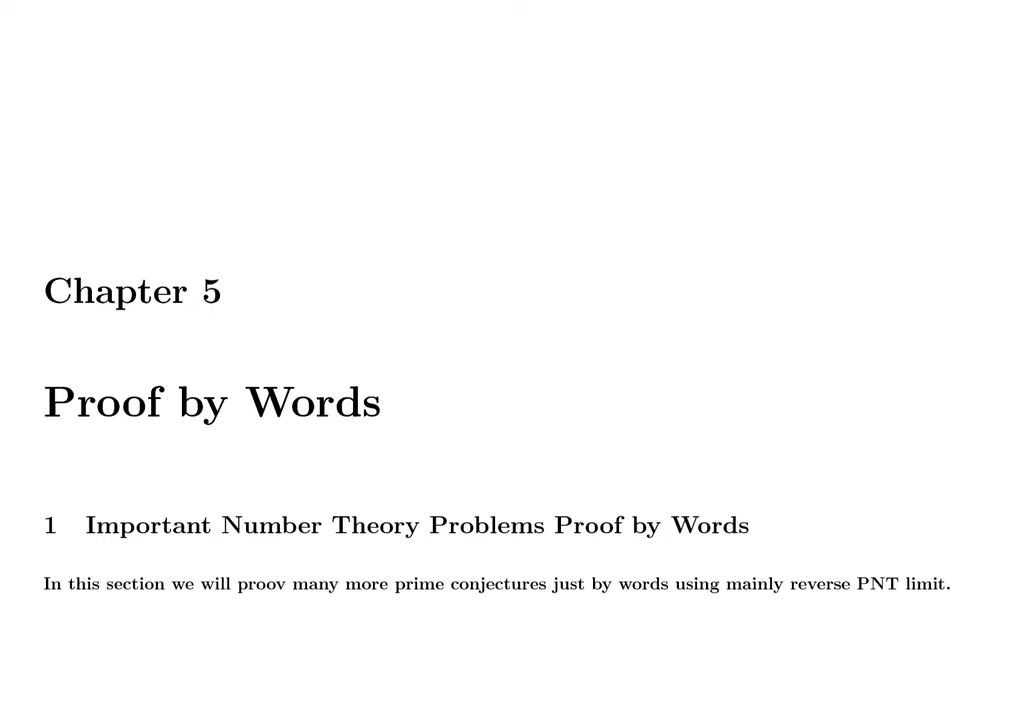 Chapter 5
Proof by Words
1 Important Number Theory Problems Proof by Words
In this section we will proov many more prime conjectures just by words using mainly reverse PNT limit.